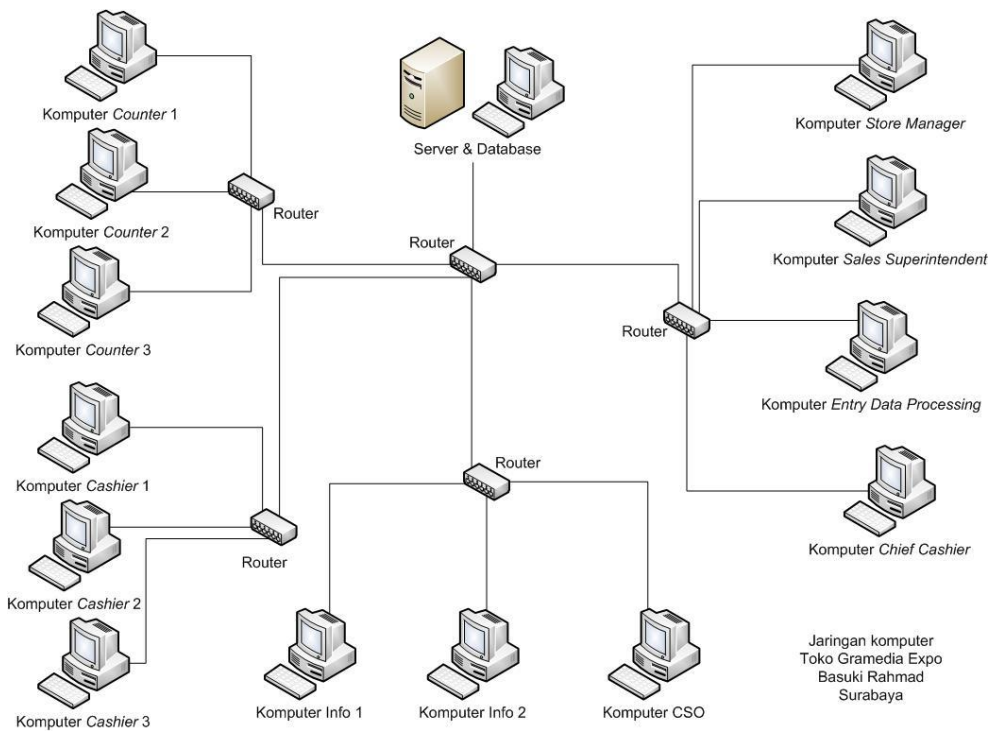 Komputer Counter 1
Server & Database
Komputer Store Manager
Komputer Counter 2
Router
Router
Komputer Sales Superintendent
Komputer Counter 3
Router
Komputer Entry Data Processing
Komputer Cashier 1
Router
Komputer Chief Cashier
Router
Komputer Cashier 2
Komputer Info 1
Komputer Info 2
Komputer CSO
Komputer Cashier 3
Jaringan komputer
Toko Gramedia Expo
Basuki Rahmad
Surabaya